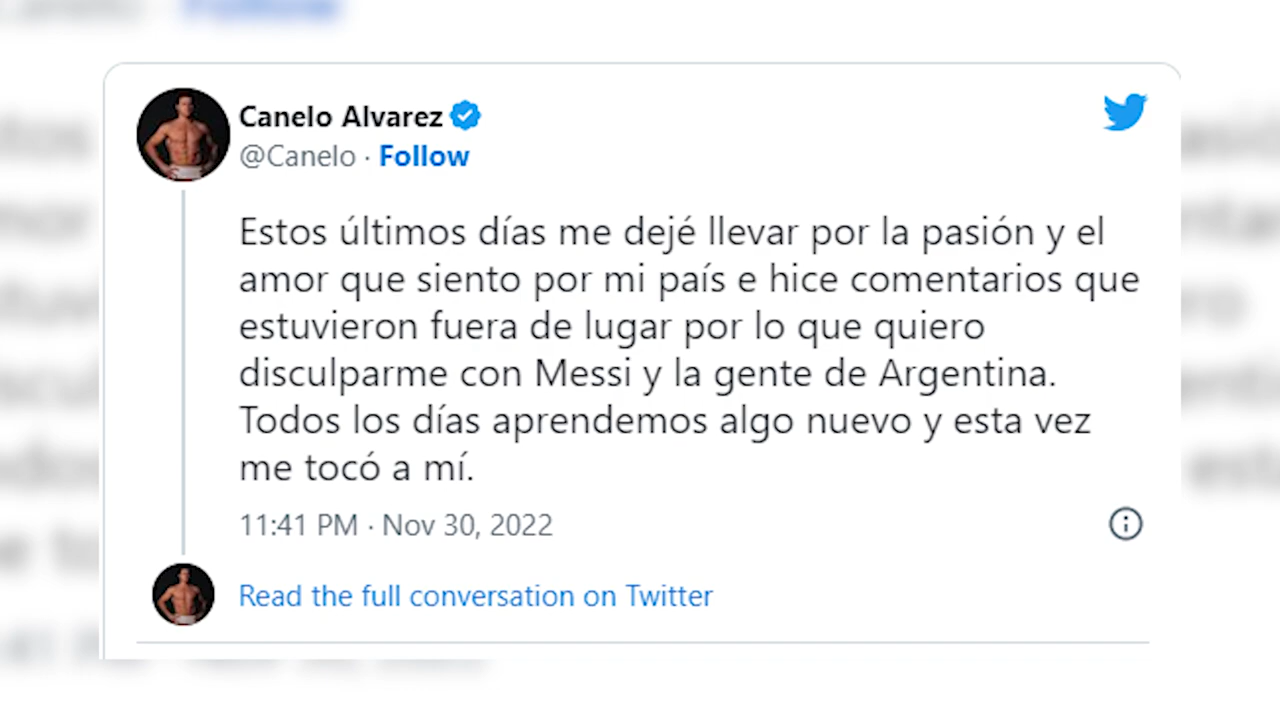 Canelo Alvarez
@Canelo · Follow
Estos últimos días me dejé llevar por la pasión y el
amor que siento por mi país e hice comentarios que
estuvieron fuera de lugar por lo que quiero
disculparme con Messi y la gente de Argentina.
Todos los días aprendemos algo nuevo y esta vez
me tocó a mí.
11:41 PM · Nov 30, 2022
Read the full conversation on Twitter